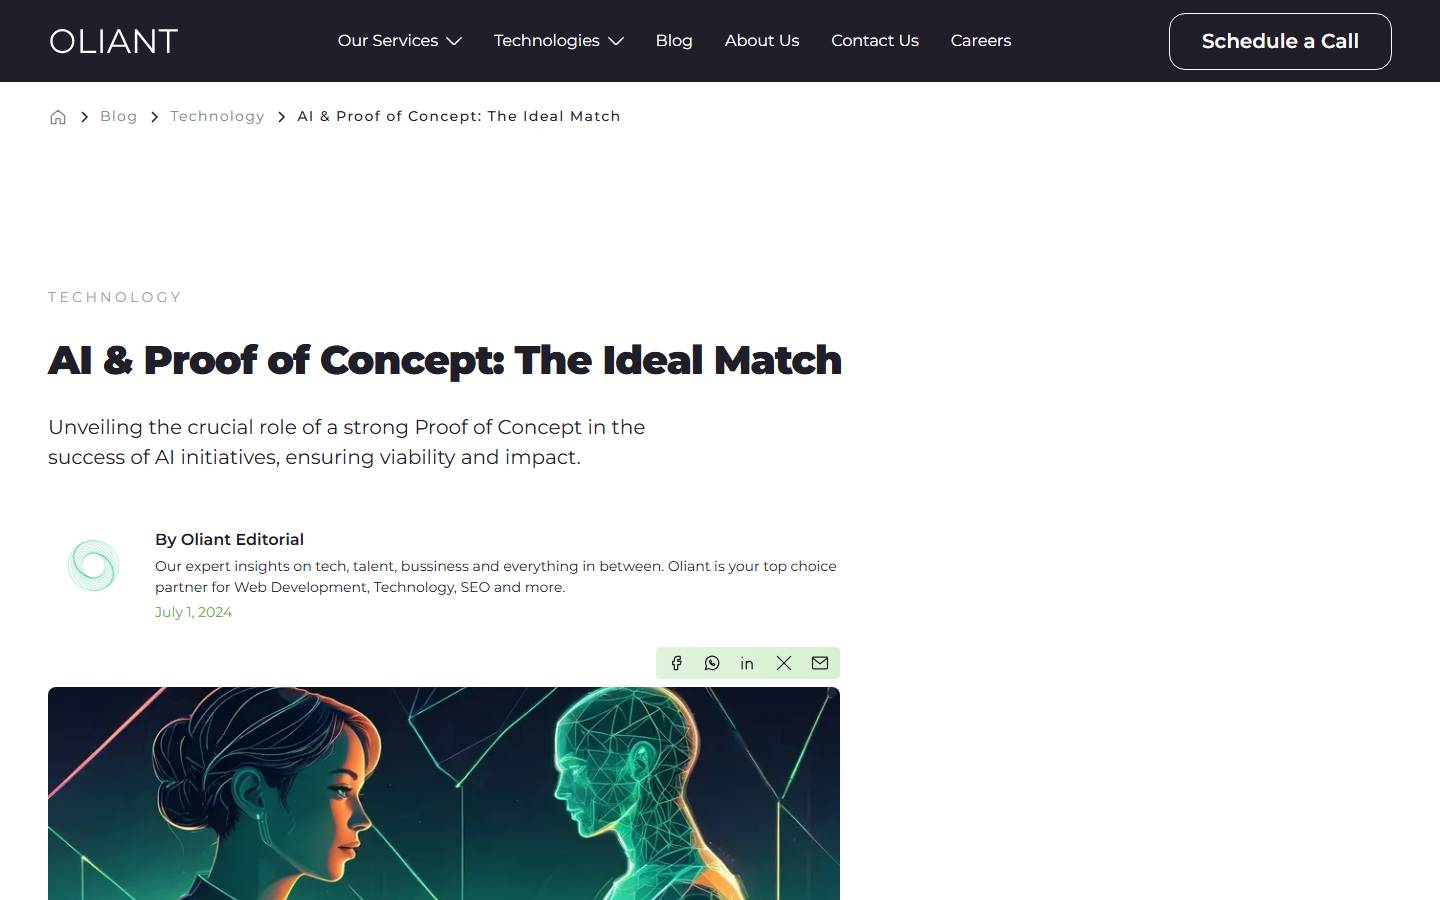 OLIANT
Our Services
Technologies
Blog
About Us
Contact Us
Careers
Schedule a Call
Blog
Technology
AI & Proof of Concept: The Ideal Match
TECHNOLOGY
AI & Proof of Concept: The Ideal Match
Unveiling the crucial role of a strong Proof of Concept in the
success of AI initiatives, ensuring viability and impact.
By Oliant Editorial
Our expert insights on tech, talent, bussiness and everything in between. Oliant is your top choice
partner for Web Development, Technology, SEO and more.
July 1, 2024